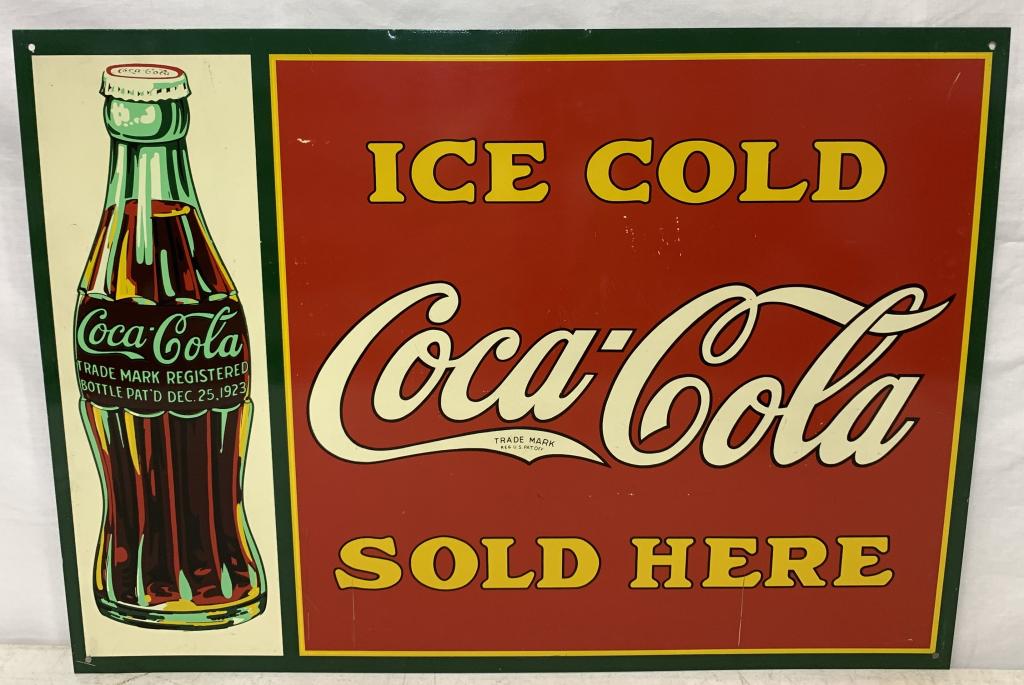 Coca-Cola
Coca-Cola
TRADE MARK REGISTERED
BOTTLE PAT'D DEC. 25, 1923
ICE COLD
Coca-Cola
TRADE MARK
REG U.S. PAT OFF
SOLD HERE